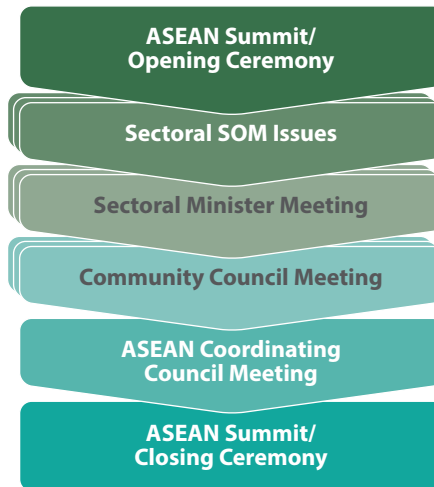 ASEAN Summit/
Opening Ceremony
Sectoral SOM Issues
Sectoral Minister Meeting
Community Council Meeting
ASEAN Coordinating
Council Meeting
ASEAN Summit/
Closing Ceremony